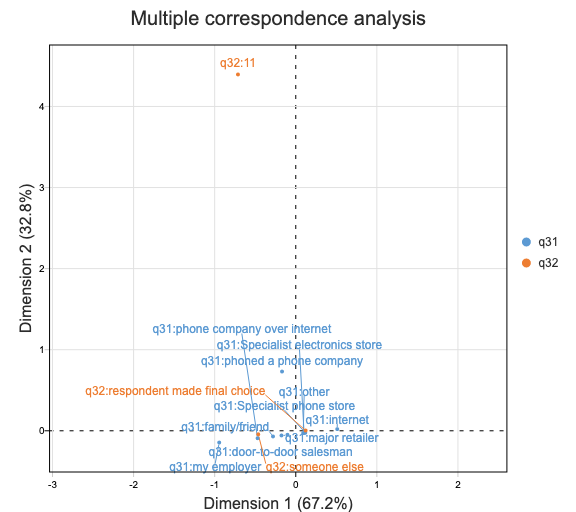 Multiple correspondence analysis
q32:11
4
3
2
1
0
Dimension 2 (32.8%)
q31:phone company over internet
q31:Specialist electronics store
q31:phoned a phone company
q32:respondent made final choice
q31:other
q31:Specialist phone store
q31:internet
q31:family/friend
q31:major retailer
q31:door-to-door salesman
q31:my employer
q32:someone else
-3
-2
-1
0
1
2
Dimension 1 (67.2%)
q31
q32